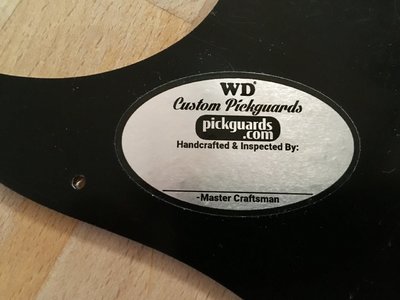 WD®
Custom Pickguards
pickguards
.com
Handcrafted & Inspected By:
-Master Craftsman